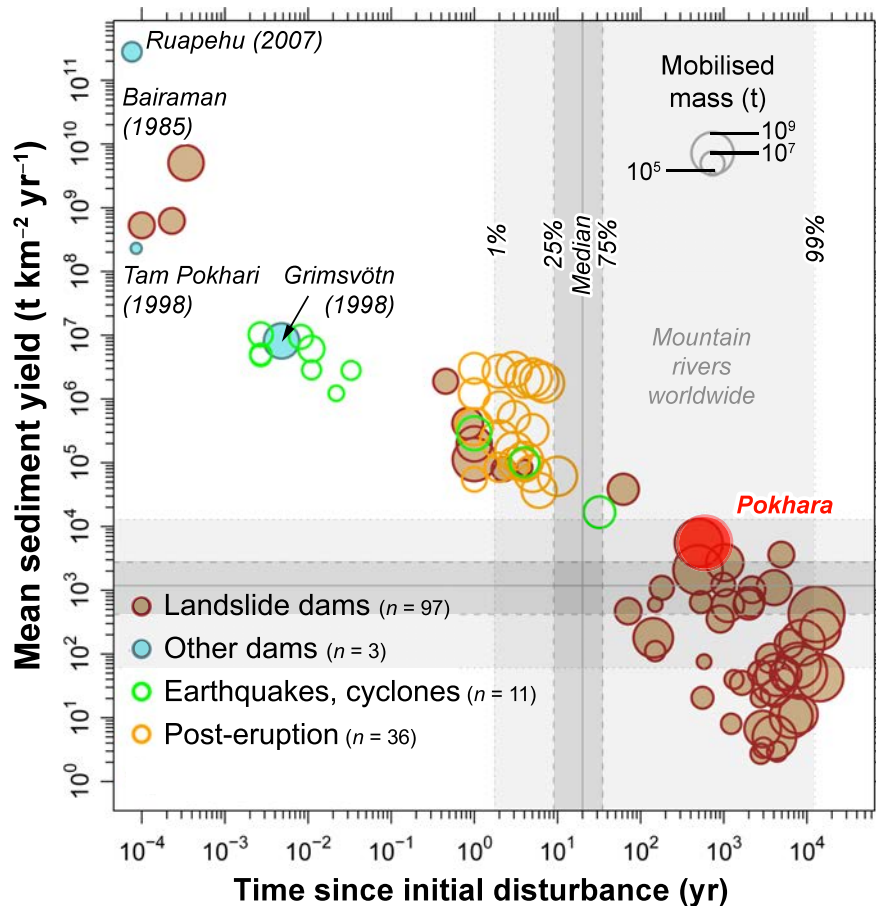 Mean sediment yield (t km⁻² yr⁻¹)
10¹¹
10¹⁰
10⁹
10⁸
10⁷
10⁶
10⁵
10⁴
10³
10²
10¹
10⁰
Ruapehu (2007)
Bairaman
(1985)
Tam Pokhari
(1998)
Grimsvötn
(1998)
1%
25%
Median
75%
99%
Mobilised
mass (t)
10⁹
10⁷
10⁵
Mountain
rivers
worldwide
Pokhara
Landslide dams (n = 97)
Other dams (n = 3)
Earthquakes, cyclones (n = 11)
Post-eruption (n = 36)
10⁻⁴
10⁻³
10⁻²
10⁻¹
10⁰
10¹
10²
10³
10⁴
Time since initial disturbance (yr)